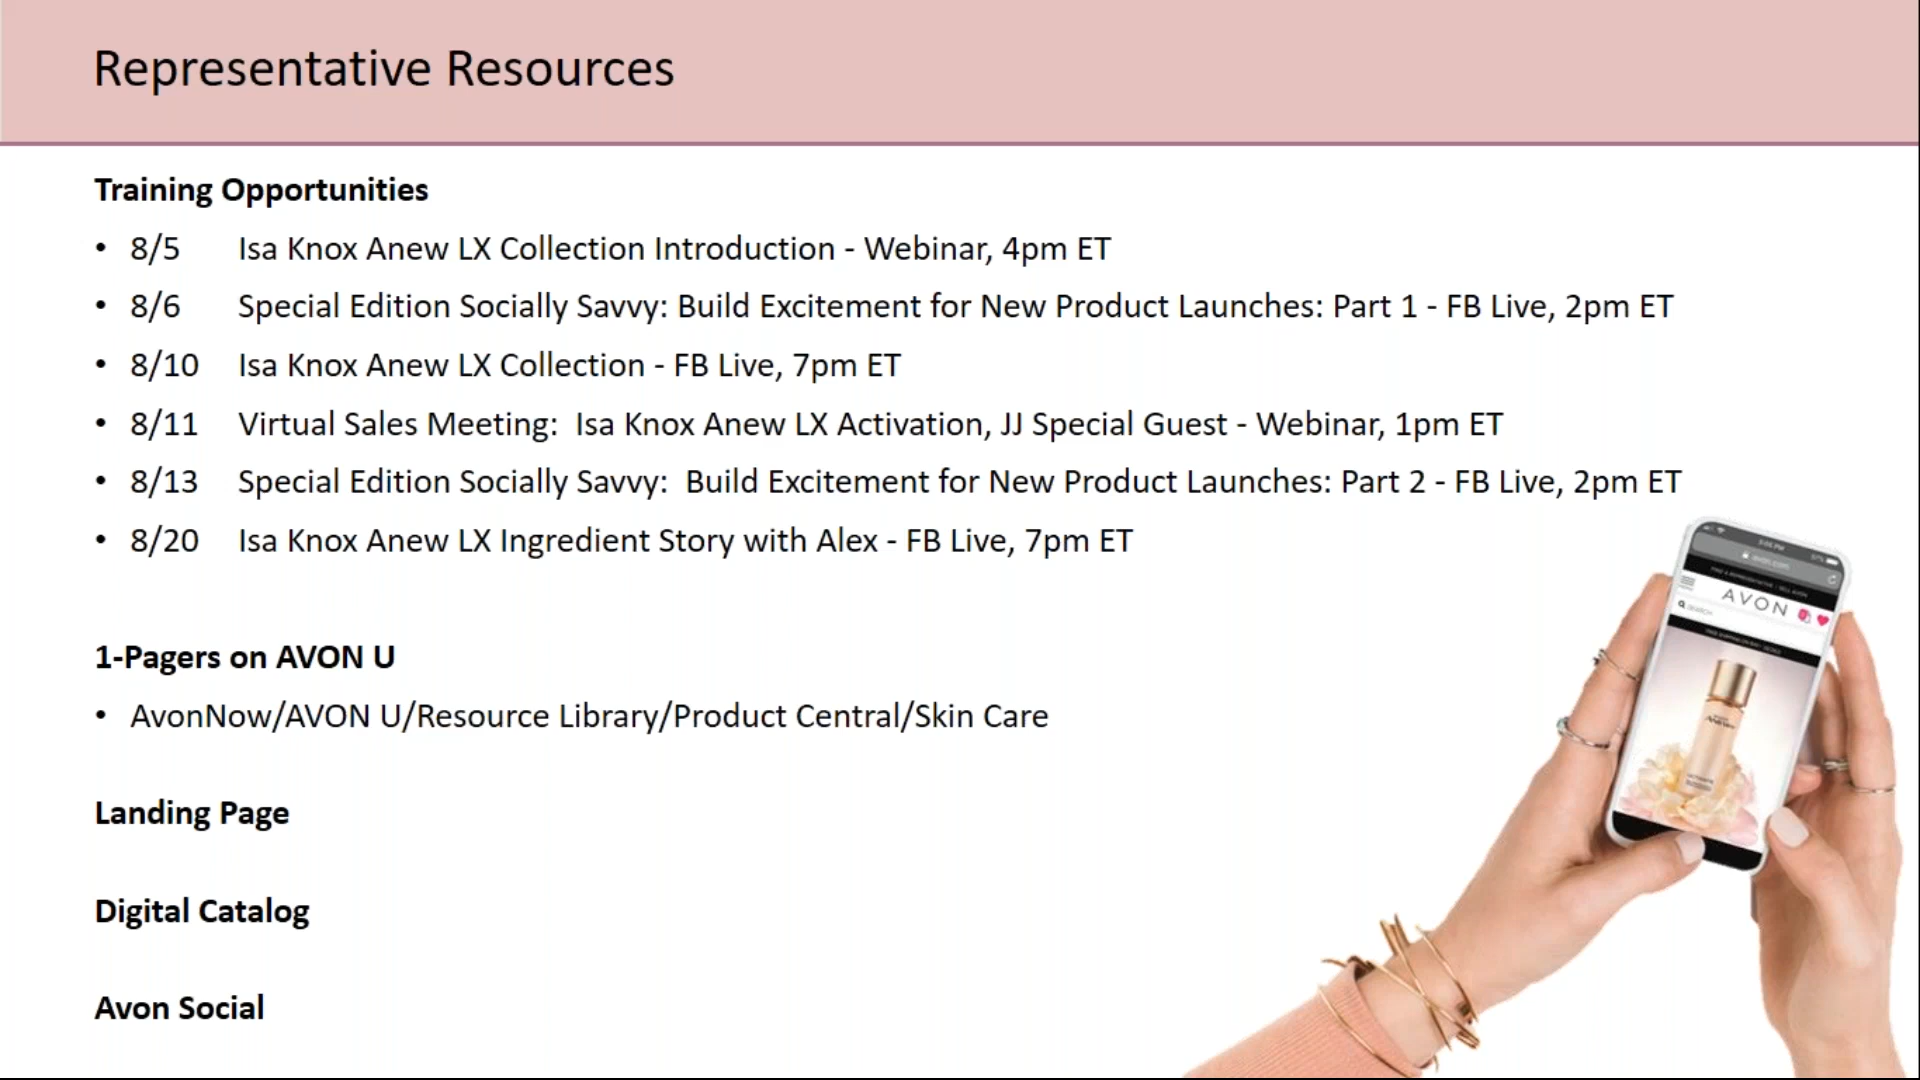 Representative Resources
Training Opportunities
• 8/5 Isa Knox Anew LX Collection Introduction - Webinar, 4pm ET
• 8/6 Special Edition Socially Savvy: Build Excitement for New Product Launches: Part 1 - FB Live, 2pm ET
• 8/10 Isa Knox Anew LX Collection - FB Live, 7pm ET
• 8/11 Virtual Sales Meeting:  Isa Knox Anew LX Activation, JJ Special Guest - Webinar, 1pm ET
• 8/13 Special Edition Socially Savvy:  Build Excitement for New Product Launches: Part 2 - FB Live, 2pm ET
• 8/20 Isa Knox Anew LX Ingredient Story with Alex - FB Live, 7pm ET
1-Pagers on AVON U
• AvonNow/AVON U/Resource Library/Product Central/Skin Care
Landing Page
Digital Catalog
Avon Social
avon.com
AVON
SEARCH